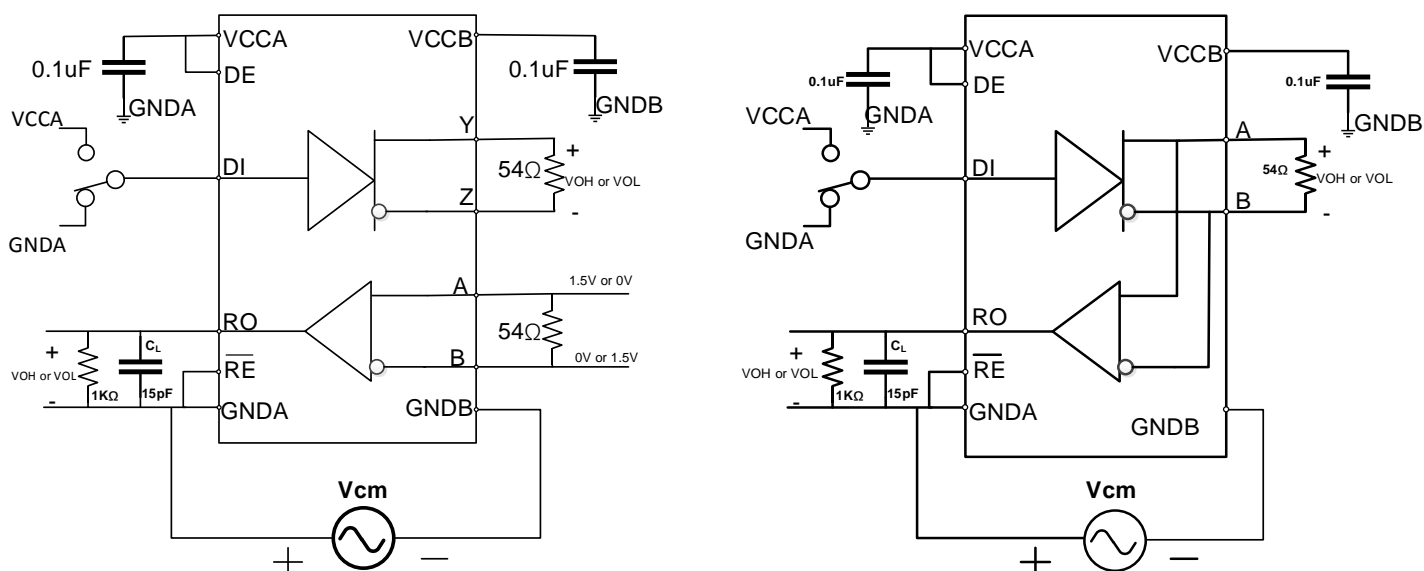 VCCA
VCCB
0.1uF
DE
0.1uF
GNDA
GNDB
VCCA
Y
DI
54Ω
+
VOH or VOL
Z
-
GNDA
A
1.5V or 0V
RO
54Ω
+
CL
VOH or VOL
B
0V or 1.5V
RE
-
1KΩ
15pF
GNDA
GNDB
Vcm
+
-
VCCA
VCCB
0.1uF
DE
0.1uF
GNDA
GNDB
VCCA
A
DI
54Ω
+
VOH or VOL
B
-
GNDA
RO
+
CL
VOH or VOL
RE
-
1KΩ
15pF
GNDA
GNDB
Vcm
+
-